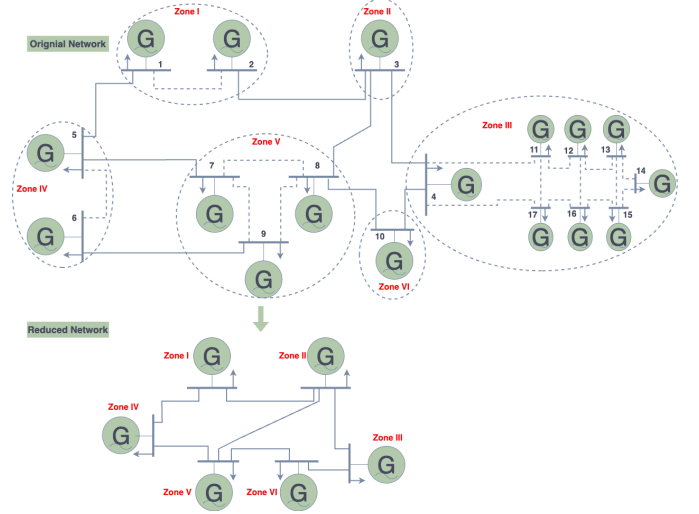 Zone I
Zone II
Orignial Network
G
G
G
1
2
3
Zone III
G
G
G
11
12
13
5
Zone V
14
G
7
8
G
G
Zone IV
4
17
16
15
G
G
G
G
G
6
10
G
9
G
G
Zone VI
Reduced Network
Zone I
G
Zone II
G
Zone IV
G
Zone III
G
Zone V
G
Zone VI
G